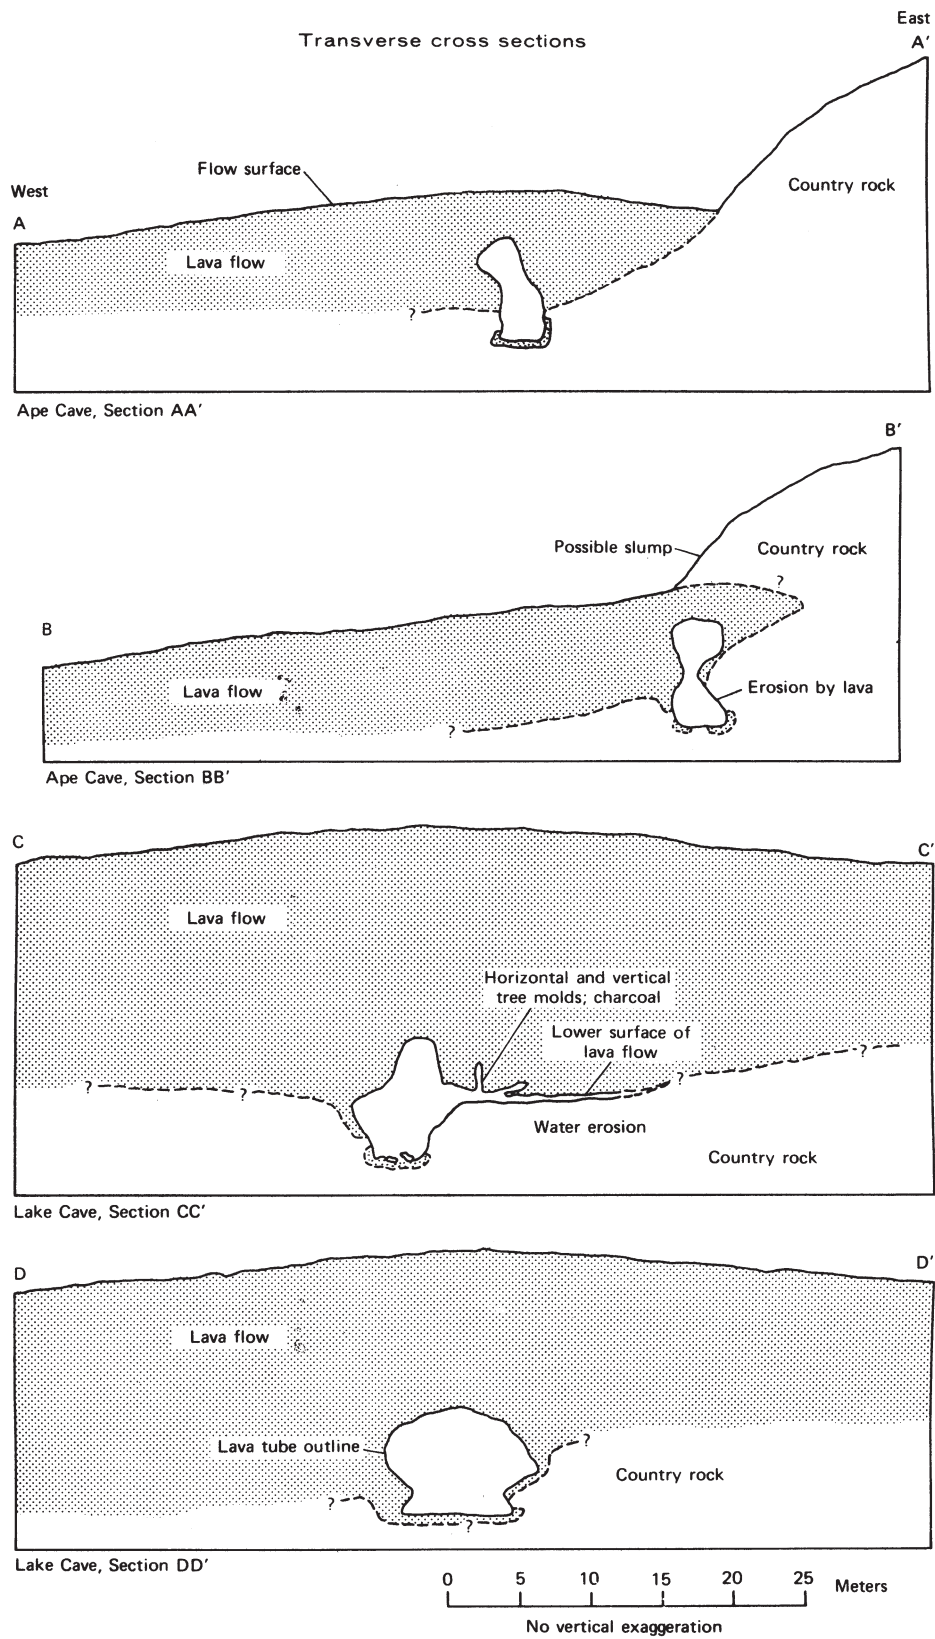 Transverse cross sections
East
A'
Flow surface
West
Country rock
A
Lava flow
?
Ape Cave, Section AA'
B'
Possible slump
Country rock
?
B
Lava flow
Erosion by lava
?
Ape Cave, Section BB'
C
C'
Lava flow
Horizontal and vertical
tree molds; charcoal
Lower surface of
lava flow
?
?
?
?
Water erosion
Country rock
Lake Cave, Section CC'
D
D'
Lava flow
Lava tube outline
?
Country rock
?
?
Lake Cave, Section DD'
0 5 10 15 20 25 Meters
No vertical exaggeration